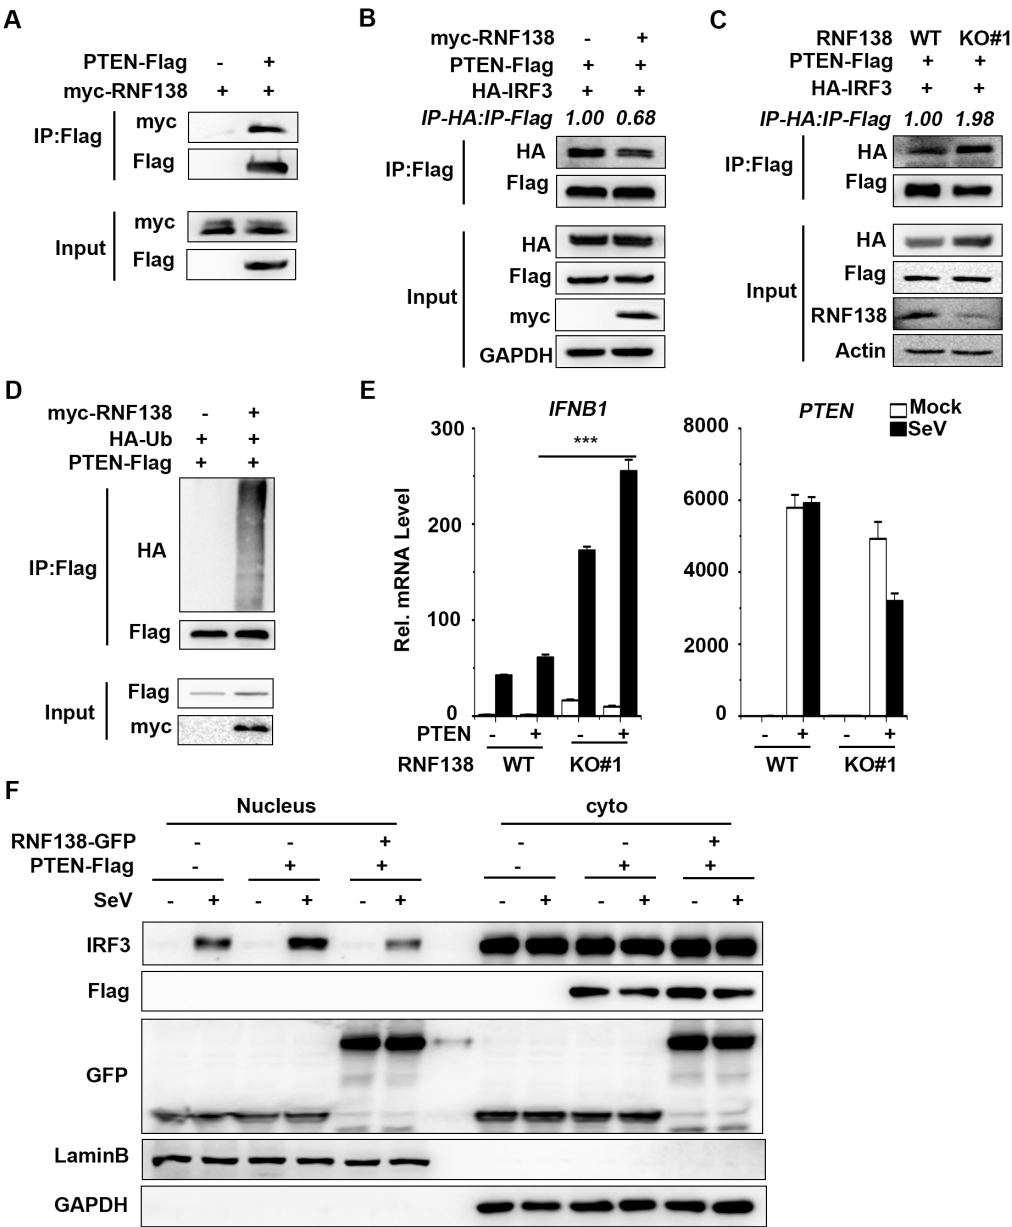 A
PTEN-Flag - +
myc-RNF138 + +
IP:Flag
myc
Flag
Input
myc
Flag
B
myc-RNF138 - +
PTEN-Flag + +
HA-IRF3 + +
IP-HA:IP-Flag 1.00 0.68
IP:Flag
HA
Flag
Input
HA
Flag
myc
GAPDH
C
RNF138 WT KO#1
PTEN-Flag + +
HA-IRF3 + +
IP-HA:IP-Flag 1.00 1.98
IP:Flag
HA
Flag
Input
HA
Flag
RNF138
Actin
D
myc-RNF138 - +
HA-Ub + +
PTEN-Flag + +
IP:Flag
HA
Flag
Input
Flag
myc
E
IFNB1
Rel. mRNA Level
300
200
100
0
***
PTEN - + - +
RNF138 WT KO#1
PTEN
Mock
SeV
8000
6000
4000
2000
0
- + - +
WT KO#1
F
Nucleus cyto
RNF138-GFP - - + - - +
PTEN-Flag - + + - + +
SeV - + - + - + - + - + - +
IRF3
Flag
GFP
LaminB
GAPDH